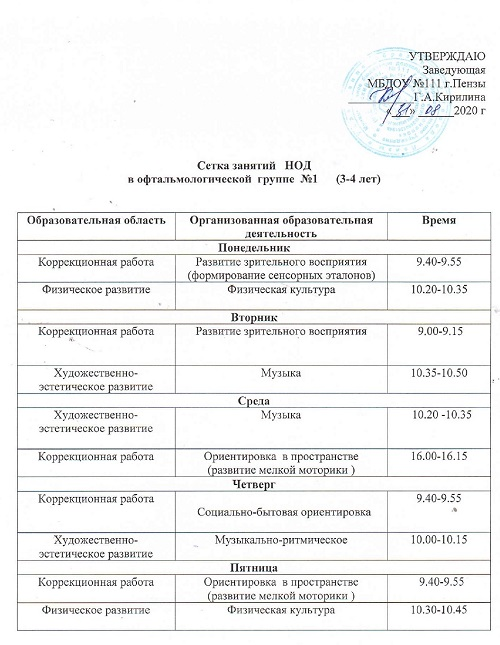 УТВЕРЖДАЮ
Заведующая
МБДОУ №111 г.Пензы
Г.А.Кирилина
«31» 08 2020 г
Сетка занятий НОД
в офтальмологической группе №1 (3-4 лет)
Образовательная область Организованная образовательная Время
деятельность
Понедельник
Коррекционная работа Развитие зрительного восприятия 9.40-9.55
(формирование сенсорных эталонов)
Физическое развитие Физическая культура 10.20-10.35
Вторник
Коррекционная работа Развитие зрительного восприятия 9.00-9.15
Художественно- Музыка 10.35-10.50
эстетическое развитие
Среда
Художественно- Музыка 10.20 -10.35
эстетическое развитие
Коррекционная работа Ориентировка в пространстве 16.00-16.15
(развитие мелкой моторики )
Четверг
Коррекционная работа 9.40-9.55
Социально-бытовая ориентировка
Художественно- Музыкально-ритмическое 10.00-10.15
эстетическое развитие
Пятница
Коррекционная работа Ориентировка в пространстве 9.40-9.55
(развитие мелкой моторики )
Физическое развитие Физическая культура 10.30-10.45